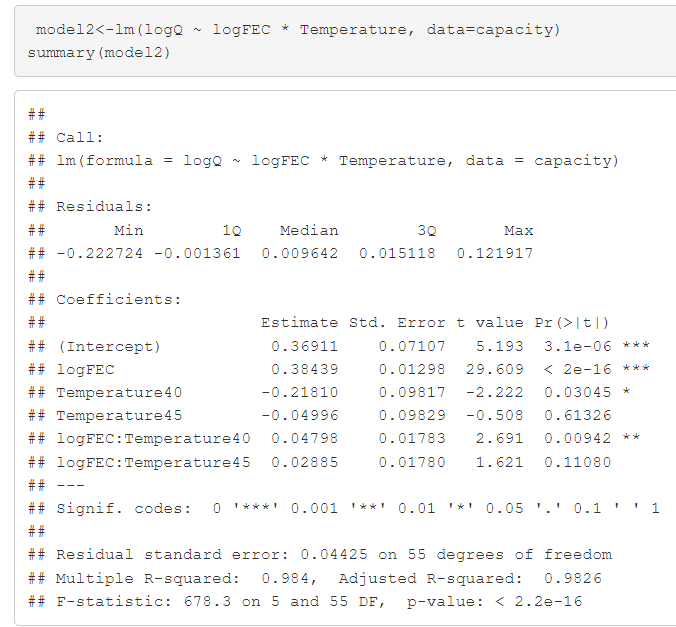 model2<-lm(logQ ~ logFEC * Temperature, data=capacity)
summary(model2)
##
## Call:
## lm(formula = logQ ~ logFEC * Temperature, data = capacity)
##
## Residuals:
##       Min        1Q    Median        3Q       Max
## -0.222724 -0.001361  0.009642  0.015118  0.121917
##
## Coefficients:
##                      Estimate Std. Error t value Pr(>|t|)
## (Intercept)           0.36911    0.07107   5.193  3.1e-06 ***
## logFEC                0.38439    0.01298  29.609  < 2e-16 ***
## Temperature40        -0.21810    0.09817  -2.222  0.03045 *
## Temperature45        -0.04996    0.09829  -0.508  0.61326
## logFEC:Temperature40  0.04798    0.01783   2.691  0.00942 **
## logFEC:Temperature45  0.02885    0.01780   1.621  0.11080
## ---
## Signif. codes:  0 '***' 0.001 '**' 0.01 '*' 0.05 '.' 0.1 ' ' 1
##
## Residual standard error: 0.04425 on 55 degrees of freedom
## Multiple R-squared:  0.984,  Adjusted R-squared:  0.9826
## F-statistic: 678.3 on 5 and 55 DF,  p-value: < 2.2e-16